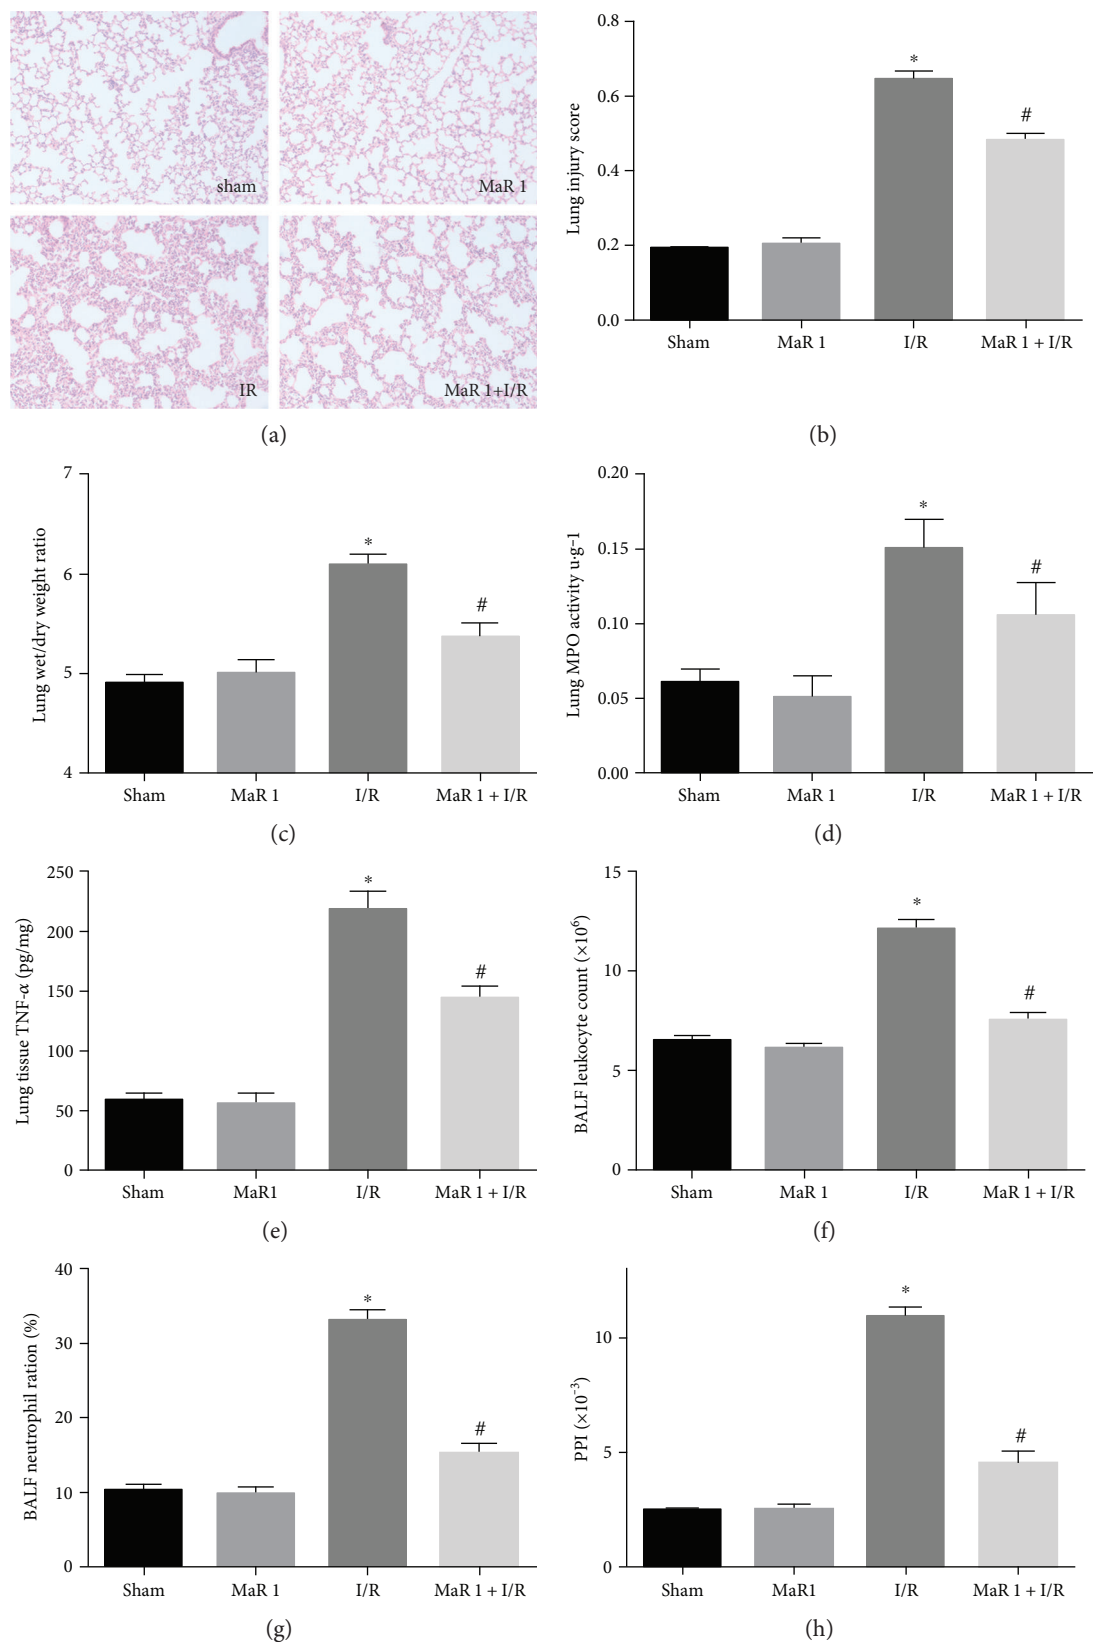 sham
MaR 1
IR
MaR 1+I/R
(a)
Lung injury score
0.8
0.6
0.4
0.2
0.0
*
#
Sham MaR 1 I/R MaR 1 + I/R
(b)
Lung wet/dry weight ratio
7
6
5
4
*
#
Sham MaR 1 I/R MaR 1 + I/R
(c)
Lung MPO activity u·g−1
0.20
0.15
0.10
0.05
0.00
*
#
Sham MaR 1 I/R MaR 1 + I/R
(d)
Lung tissue TNF-α (pg/mg)
250
200
150
100
50
0
*
#
Sham MaR1 I/R MaR 1 + I/R
(e)
BALF leukocyte count (×10⁶)
15
10
5
0
*
#
Sham MaR 1 I/R MaR 1 + I/R
(f)
BALF neutrophil ration (%)
40
30
20
10
0
*
#
Sham MaR 1 I/R MaR 1 + I/R
(g)
PPI (×10⁻³)
10
5
0
*
#
Sham MaR1 I/R MaR 1 + I/R
(h)